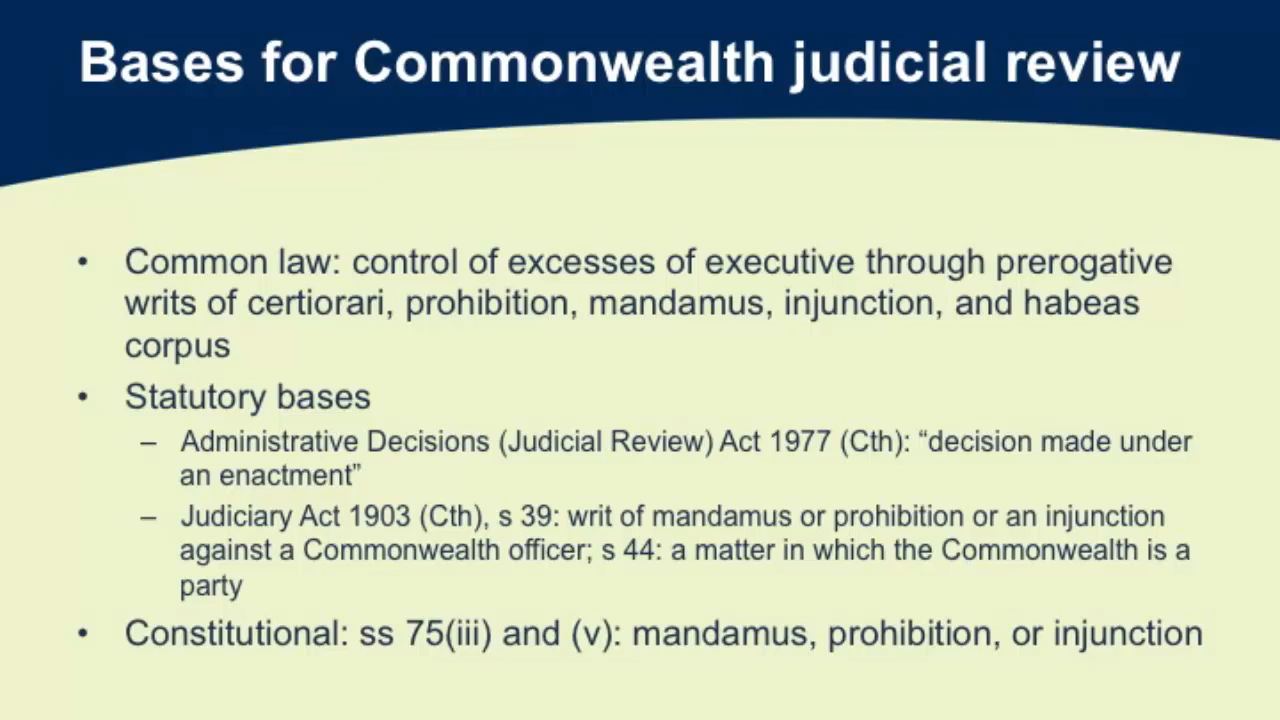 Bases for Commonwealth judicial review
• Common law: control of excesses of executive through prerogative
writs of certiorari, prohibition, mandamus, injunction, and habeas
corpus
• Statutory bases
– Administrative Decisions (Judicial Review) Act 1977 (Cth): “decision made under
an enactment”
– Judiciary Act 1903 (Cth), s 39: writ of mandamus or prohibition or an injunction
against a Commonwealth officer; s 44: a matter in which the Commonwealth is a
party
• Constitutional: ss 75(iii) and (v): mandamus, prohibition, or injunction